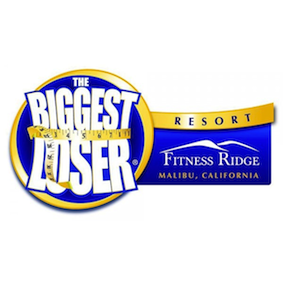 THE
BIGGEST
LOSER®
RESORT
FITNESS RIDGE
MALIBU, CALIFORNIA